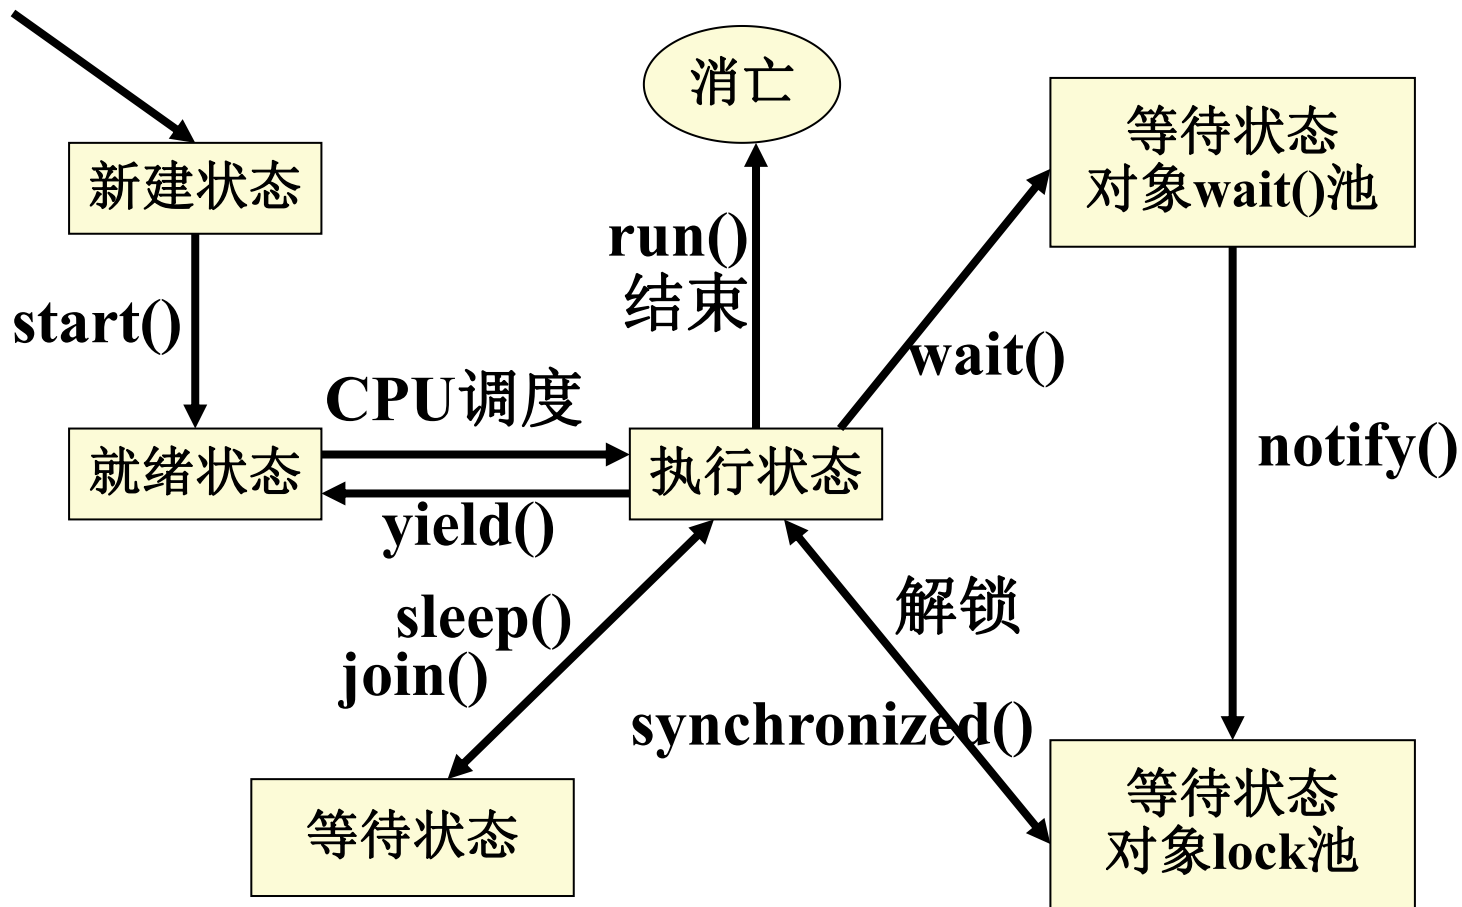 消亡
等待状态
对象wait()池
新建状态
run()
结束
start()
wait()
CPU调度
notify()
就绪状态
执行状态
yield()
sleep()
join()
解锁
synchronized()
等待状态
等待状态
对象lock池